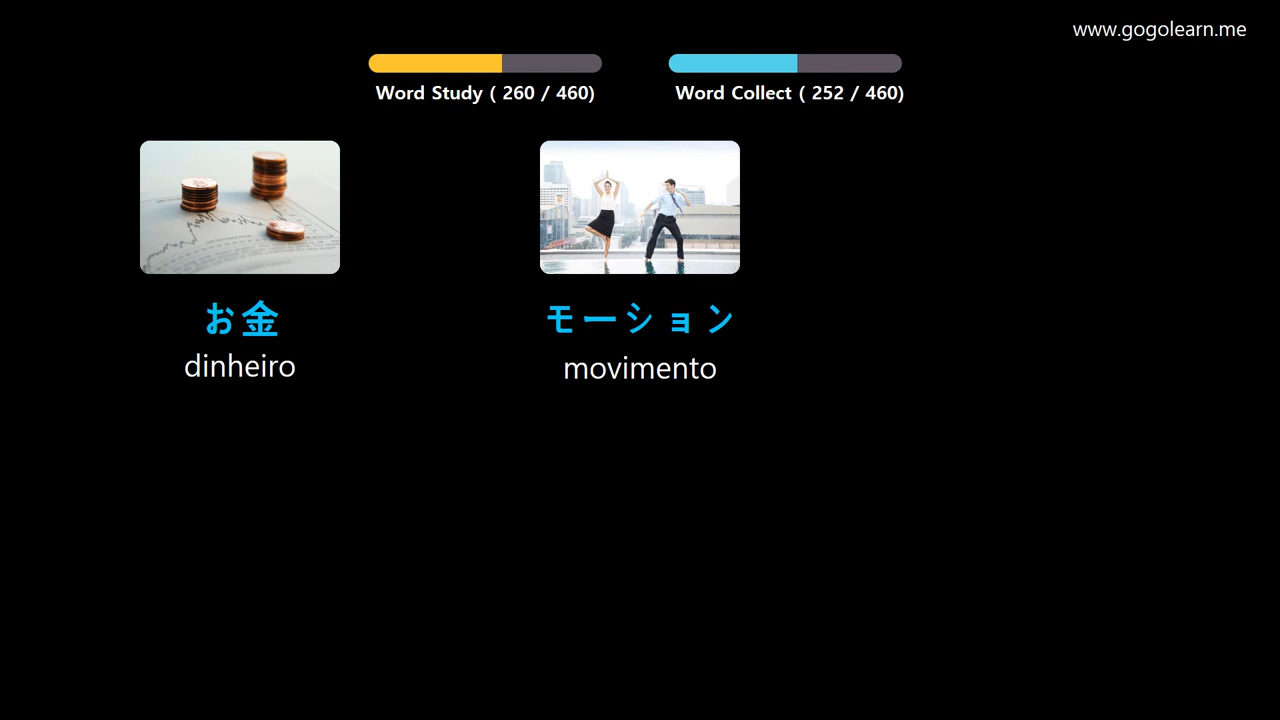 www.gogolearn.me
Word Study ( 260 / 460)
Word Collect ( 252 / 460)
お金
dinheiro
モーション
movimento